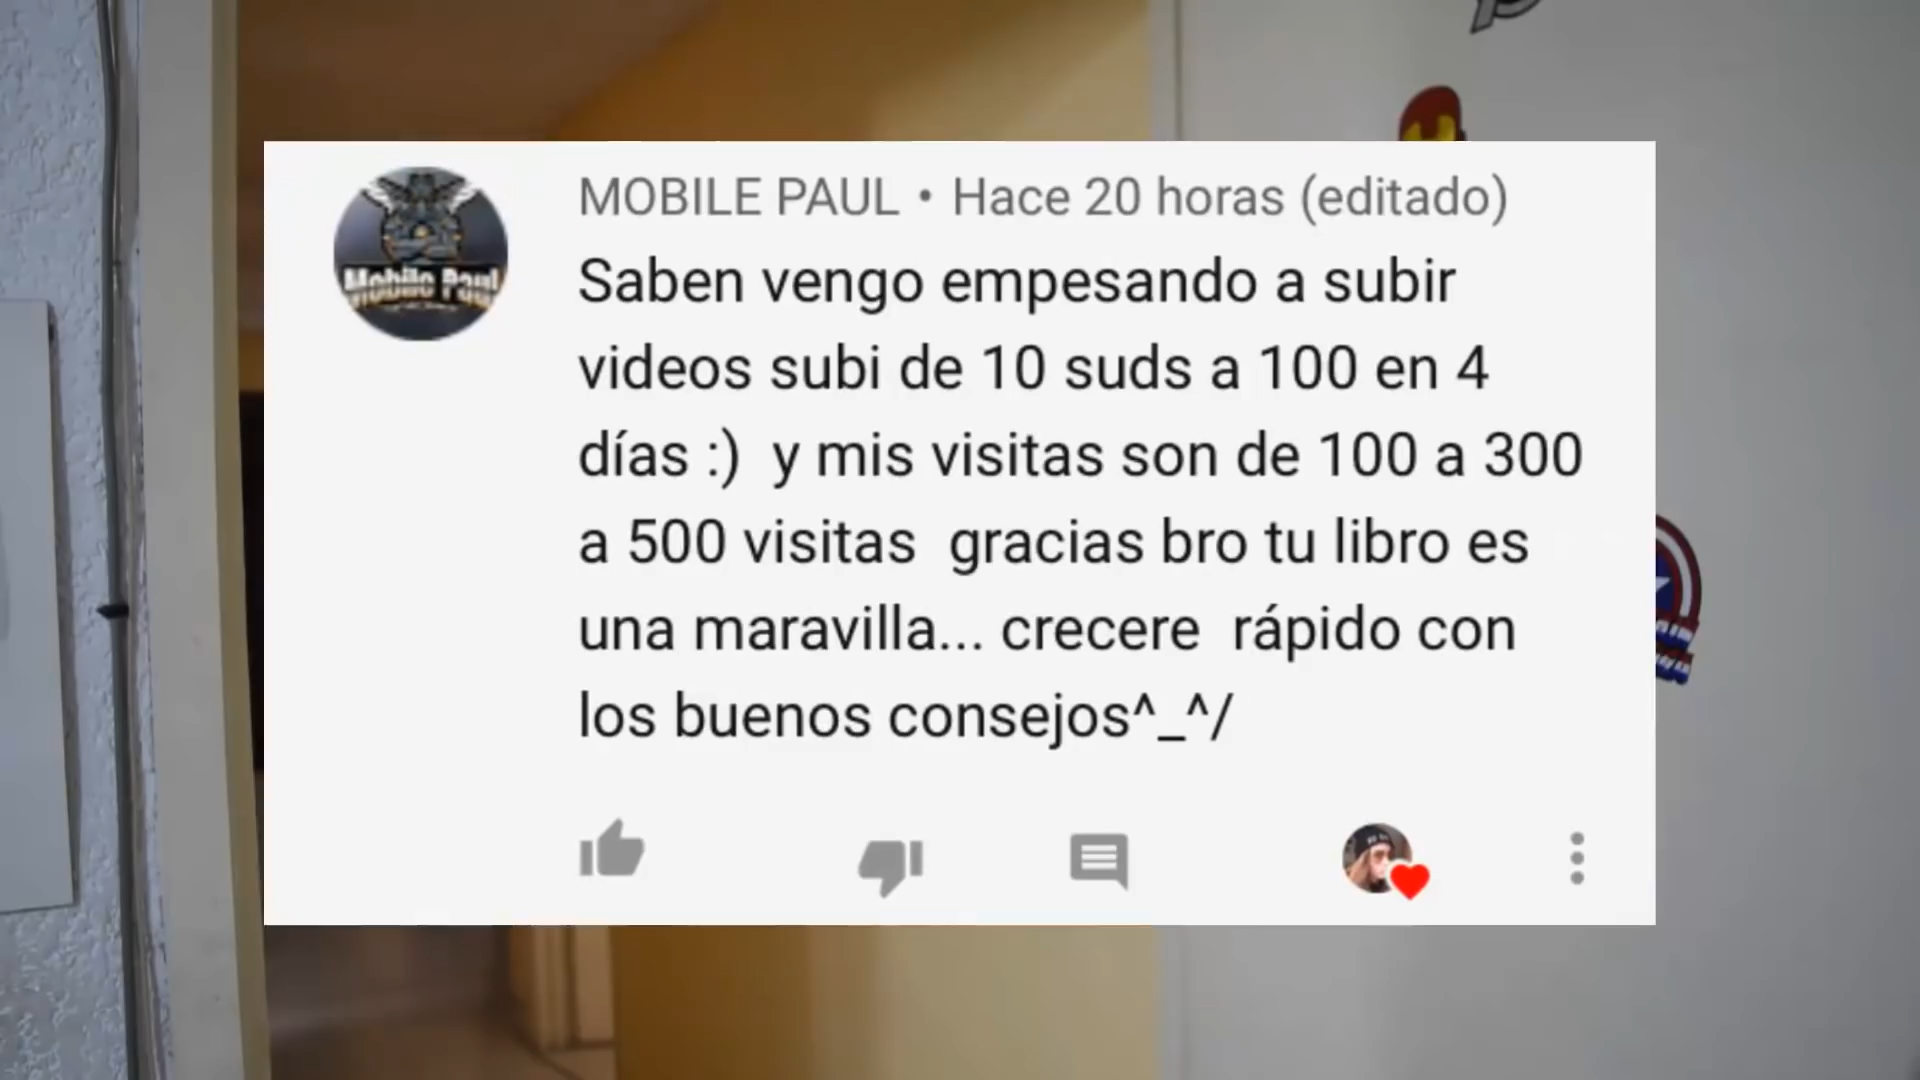 MOBILE PAUL • Hace 20 horas (editado)
Saben vengo empesando a subir
videos subi de 10 suds a 100 en 4
días :)  y mis visitas son de 100 a 300
a 500 visitas  gracias bro tu libro es
una maravilla... crecere  rápido con
los buenos consejos^_^/
Mobile Paul